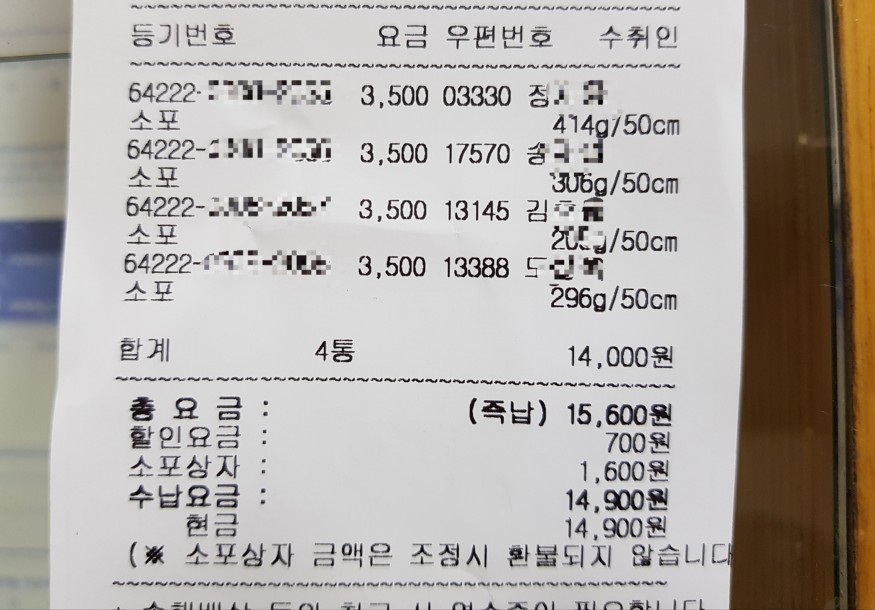 등기번호 요금 우편번호 수취인
64222- 3,500 03330 정
소포 414g/50cm
64222- 3,500 17570 송
소포 306g/50cm
64222- 3,500 13145 김
소포 /50cm
64222- 3,500 13388 도
소포 296g/50cm
합계 4통 14,000원
총 요 금 : (즉납) 15,600원
할인요금 : 700원
소포상자 : 1,600원
수납요금 : 14,900원
현금 14,900원
(※ 소포상자 금액은 조정시 환불되지 않습니다